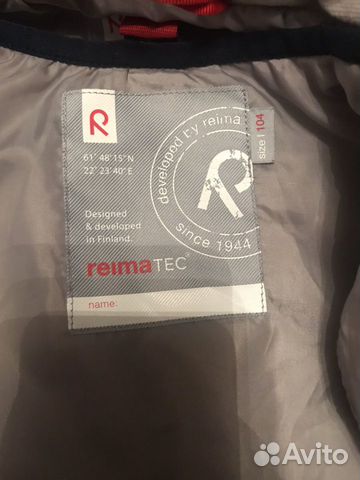 R
61° 48' 15" N
22° 23' 40" E
Designed
& developed
in Finland.
reimaTEC®
name:
developed by reima
R
since 1944
size | 104
Avito